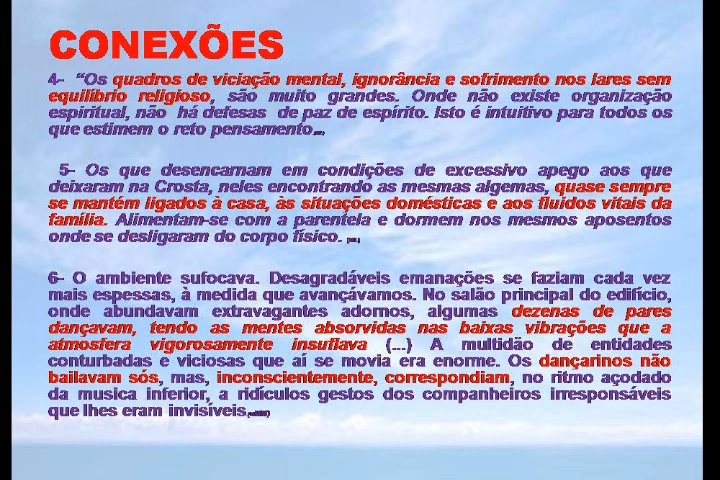 CONEXÕES
4- “Os quadros de viciação mental, ignorância e sofrimento nos lares sem
equilíbrio religioso, são muito grandes. Onde não existe organização
espiritual, não há defesas de paz de espírito. Isto é intuitivo para todos os
que estimem o reto pensamento
5- Os que desencarnam em condições de excessivo apego aos que
deixaram na Crosta, neles encontrando as mesmas algemas, quase sempre
se mantém ligados à casa, às situações domésticas e aos fluidos vitais da
família. Alimentam-se com a parentela e dormem nos mesmos aposentos
onde se desligaram do corpo físico.
6- O ambiente sufocava. Desagradáveis emanações se faziam cada vez
mais espessas, à medida que avançávamos. No salão principal do edifício,
onde abundavam extravagantes adornos, algumas dezenas de pares
dançavam, tendo as mentes absorvidas nas baixas vibrações que a
atmosfera vigorosamente insuflava (...) A multidão de entidades
conturbadas e viciosas que aí se movia era enorme. Os dançarinos não
bailavam sós, mas, inconscientemente, correspondiam, no ritmo açodado
da musica inferior, a ridículos gestos dos companheiros irresponsáveis
que lhes eram invisíveis